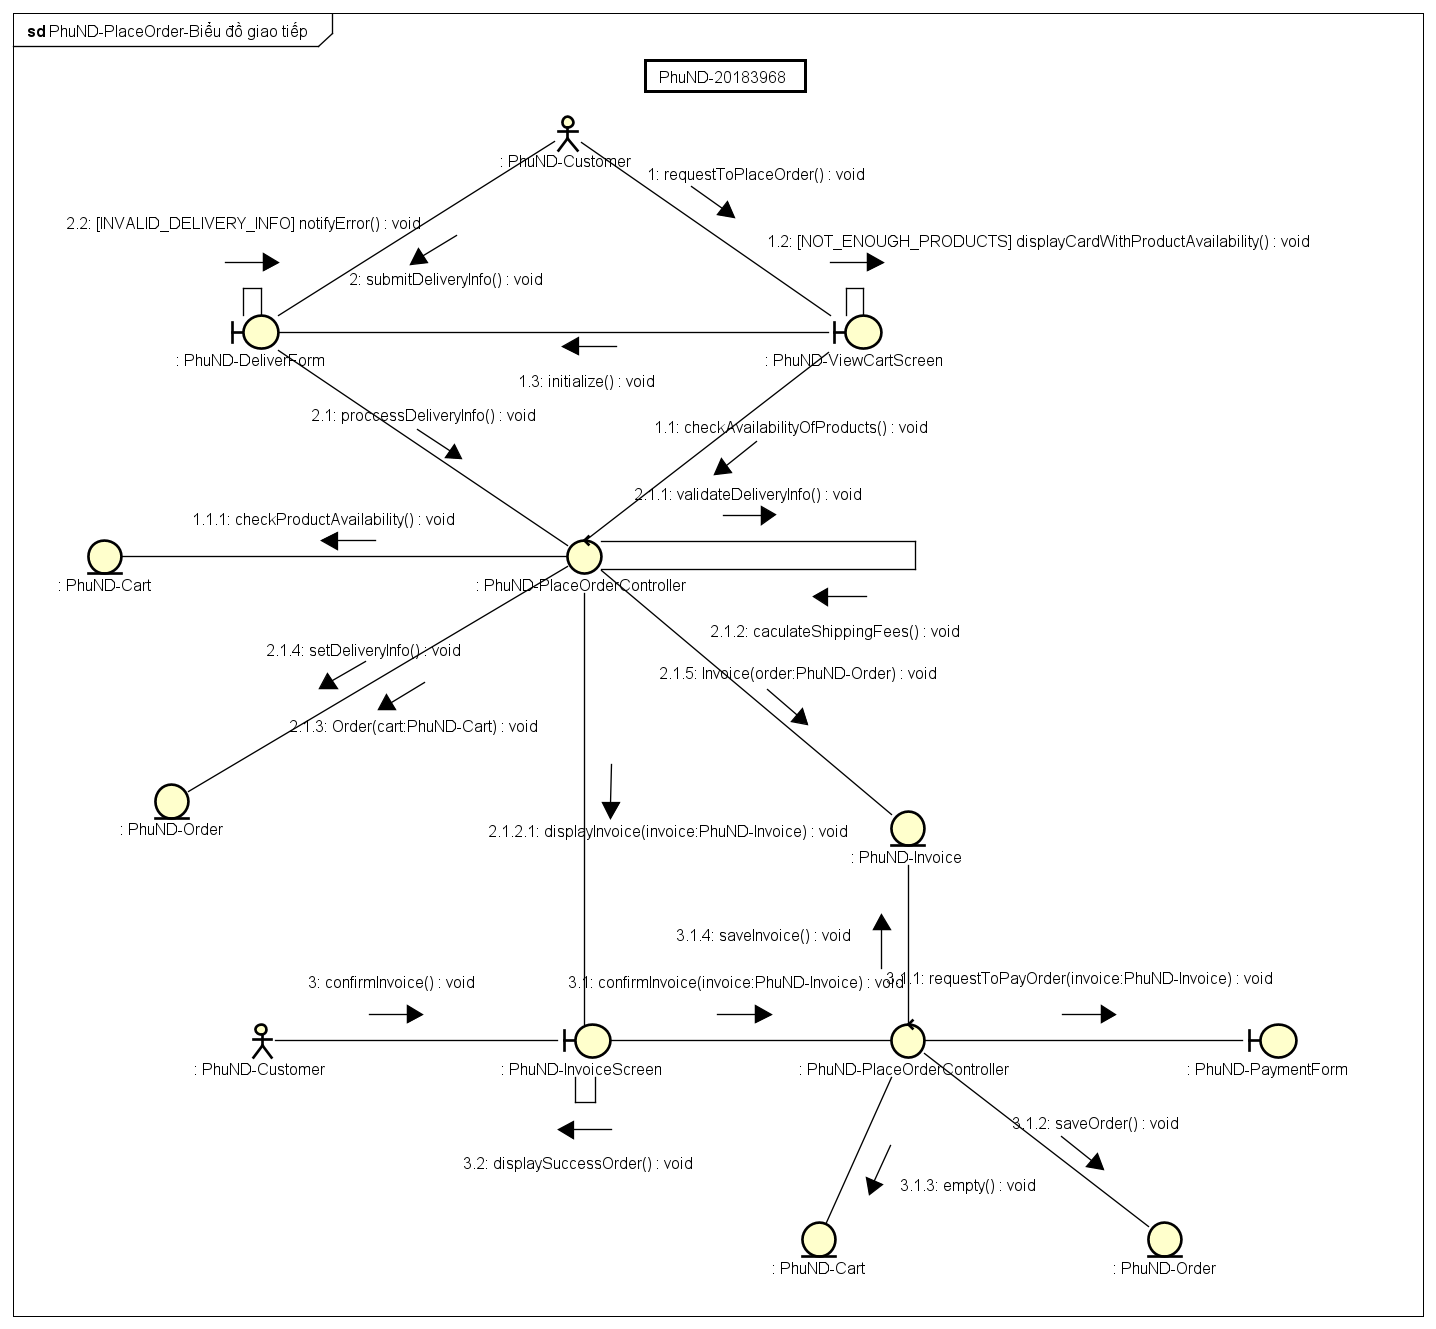 sd PhuND-PlaceOrder-Biểu đồ giao tiếp
PhuND-20183968
: PhuND-Customer
1: requestToPlaceOrder() : void
2.2: [INVALID_DELIVERY_INFO] notifyError() : void
1.2: [NOT_ENOUGH_PRODUCTS] displayCardWithProductAvailability() : void
2: submitDeliveryInfo() : void
: PhuND-DeliverForm
: PhuND-ViewCartScreen
1.3: initialize() : void
2.1: proccessDeliveryInfo() : void
1.1: checkAvailabilityOfProducts() : void
2.1.1: validateDeliveryInfo() : void
1.1.1: checkProductAvailability() : void
: PhuND-Cart
: PhuND-PlaceOrderController
2.1.2: caculateShippingFees() : void
2.1.4: setDeliveryInfo() : void
2.1.5: Invoice(order:PhuND-Order) : void
2.1.3: Order(cart:PhuND-Cart) : void
: PhuND-Order
2.1.2.1: displayInvoice(invoice:PhuND-Invoice) : void
: PhuND-Invoice
3.1.4: saveInvoice() : void
3: confirmInvoice() : void
3.1: confirmInvoice(invoice:PhuND-Invoice) : void
3.1.1: requestToPayOrder(invoice:PhuND-Invoice) : void
: PhuND-Customer
: PhuND-InvoiceScreen
: PhuND-PlaceOrderController
: PhuND-PaymentForm
3.1.2: saveOrder() : void
3.2: displaySuccessOrder() : void
3.1.3: empty() : void
: PhuND-Cart
: PhuND-Order